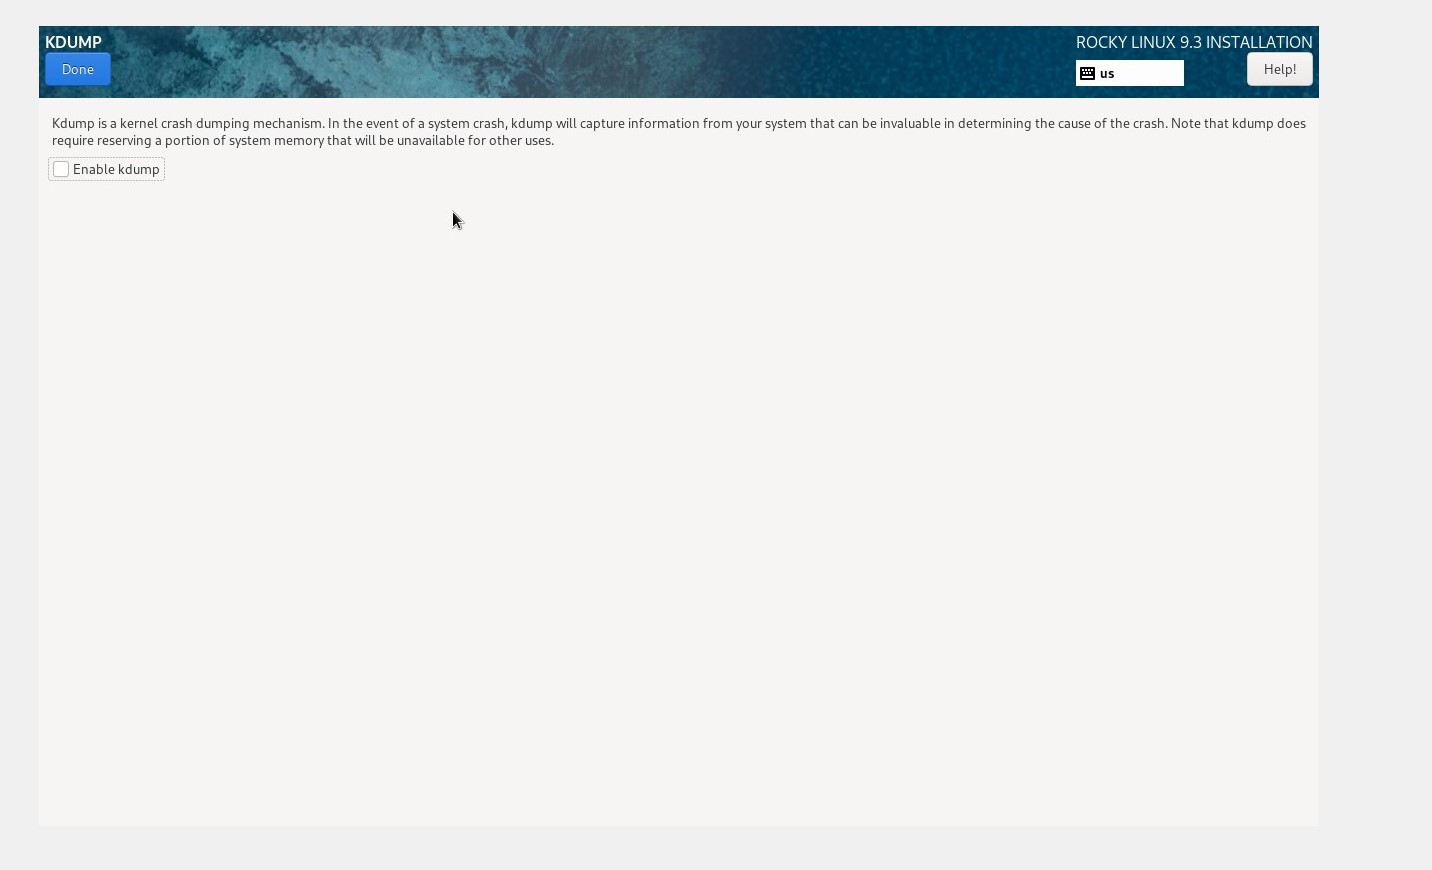 KDUMP
ROCKY LINUX 9.3 INSTALLATION
Done
us
Help!
Kdump is a kernel crash dumping mechanism. In the event of a system crash, kdump will capture information from your system that can be invaluable in determining the cause of the crash. Note that kdump does
require reserving a portion of system memory that will be unavailable for other uses.
Enable kdump